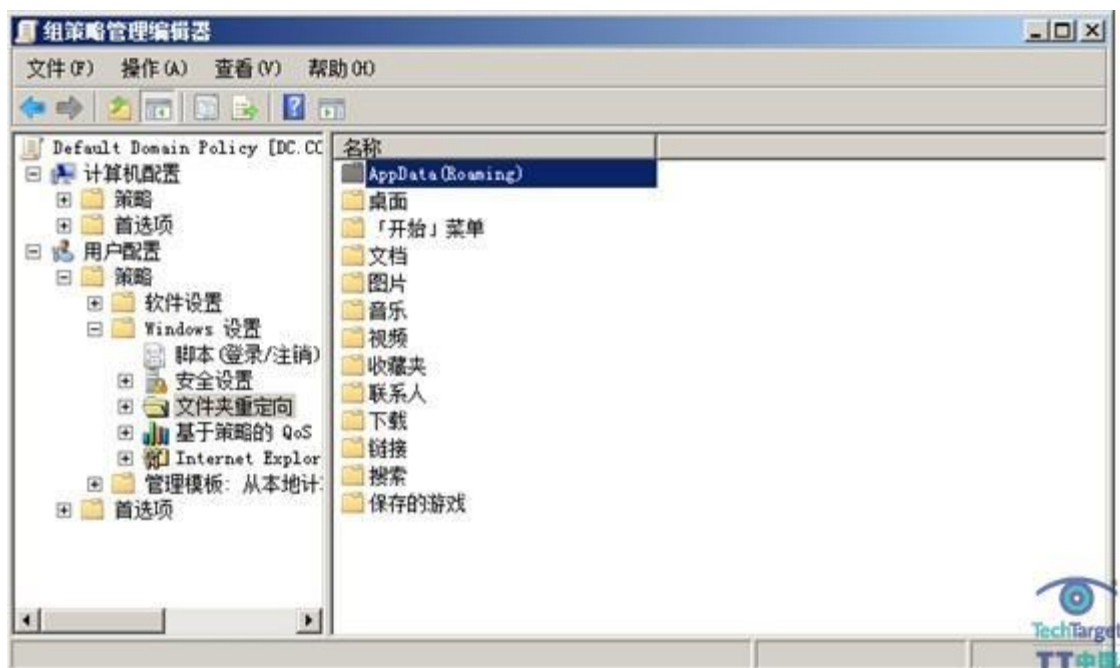 组策略管理编辑器
文件(F) 操作(A) 查看(V) 帮助(H)
Default Domain Policy [DC.CC
计算机配置
策略
首选项
用户配置
策略
软件设置
Windows 设置
脚本(登录/注销)
安全设置
文件夹重定向
基于策略的 QoS
Internet Explor
管理模板: 从本地计
首选项
名称
AppData(Roaming)
桌面
「开始」菜单
文档
图片
音乐
视频
收藏夹
联系人
下载
链接
搜索
保存的游戏
TechTarget
TT中国